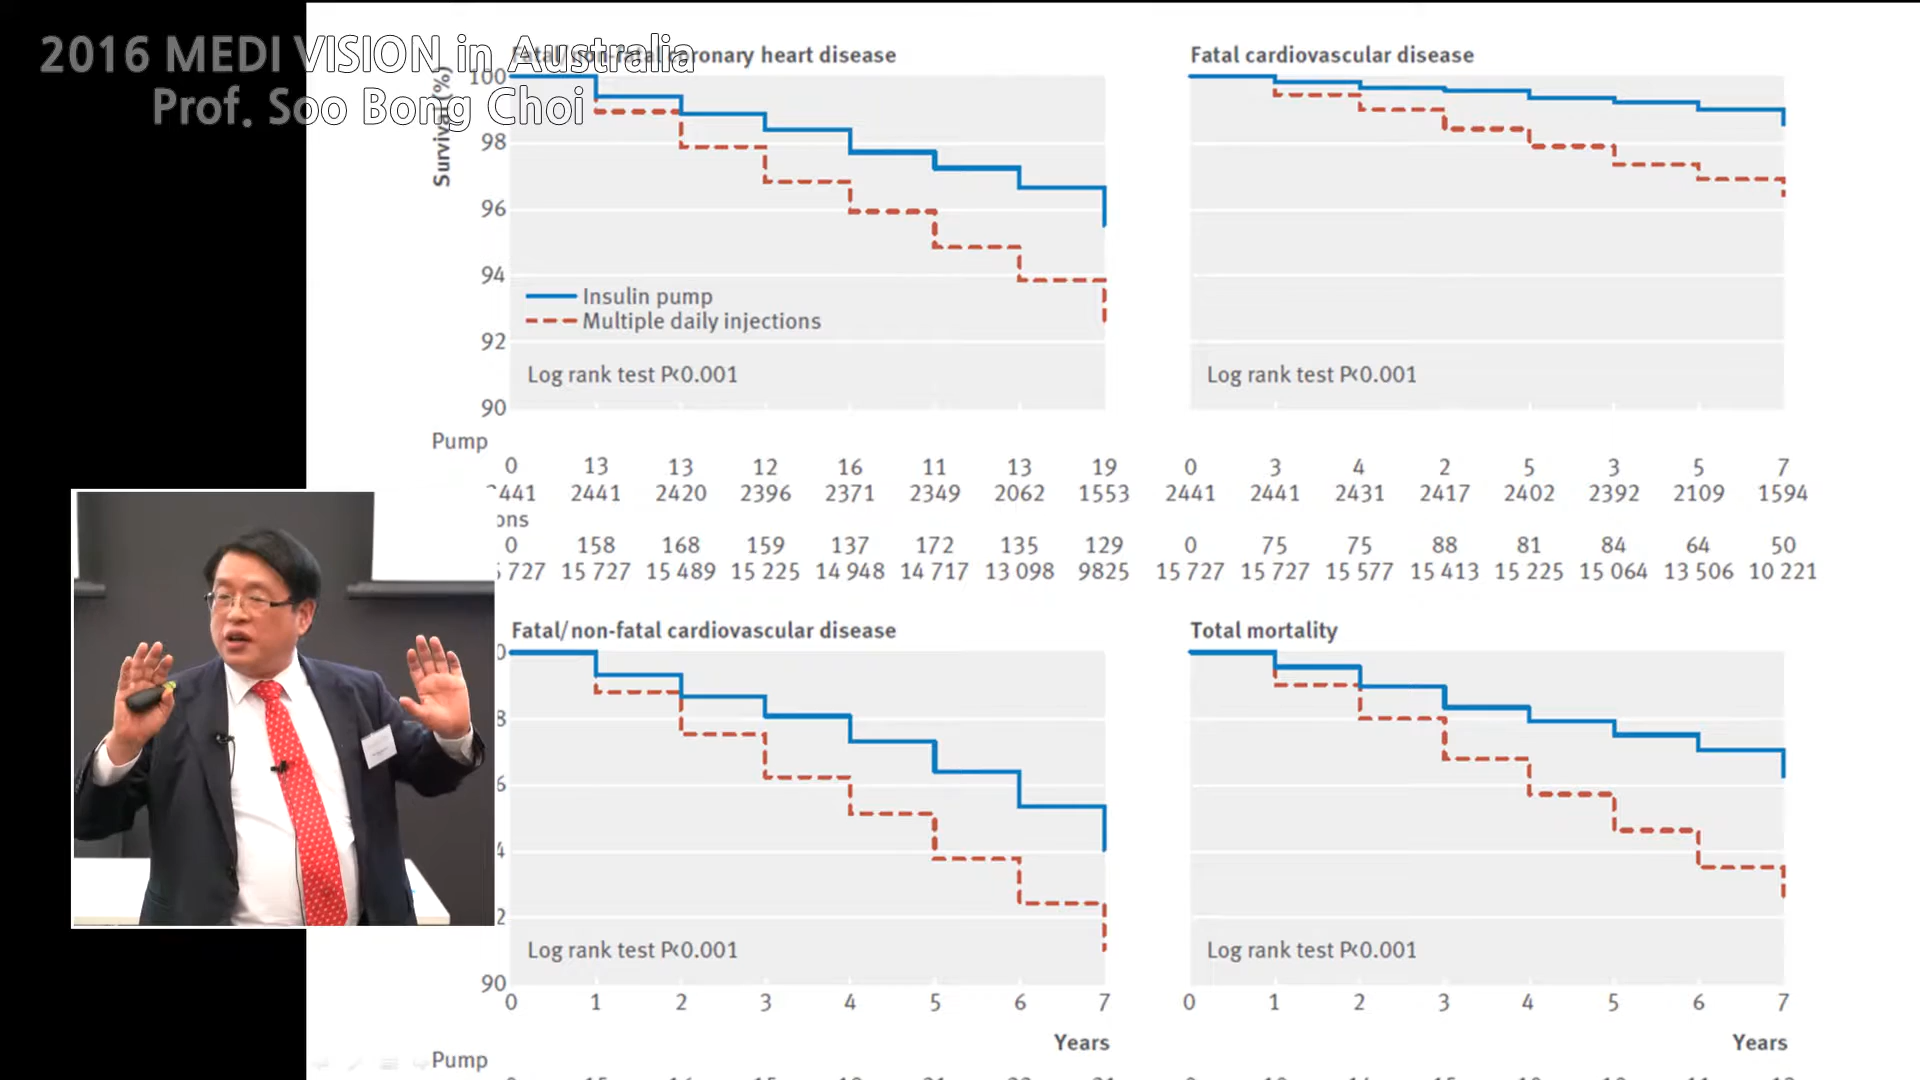 2016 MEDI VISION in Australia
Prof. Soo Bong Choi
Fatal/non-fatal coronary heart disease
Survival (%)
100
98
96
94
92
90
Insulin pump
Multiple daily injections
Log rank test P<0.001
Fatal cardiovascular disease
Log rank test P<0.001
Pump
0 13 13 12 16 11 13 19 0 3 4 2 5 3 5 7
2441 2441 2420 2396 2371 2349 2062 1553 2441 2441 2431 2417 2402 2392 2109 1594
ons
0 158 168 159 137 172 135 129 0 75 75 88 81 84 64 50
5 727 15 727 15 489 15 225 14 948 14 717 13 098 9825 15 727 15 727 15 577 15 413 15 225 15 064 13 506 10 221
Fatal/non-fatal cardiovascular disease
0
8
6
4
2
90
Log rank test P<0.001
0 1 2 3 4 5 6 7
Years
Total mortality
Log rank test P<0.001
0 1 2 3 4 5 6 7
Years
Pump